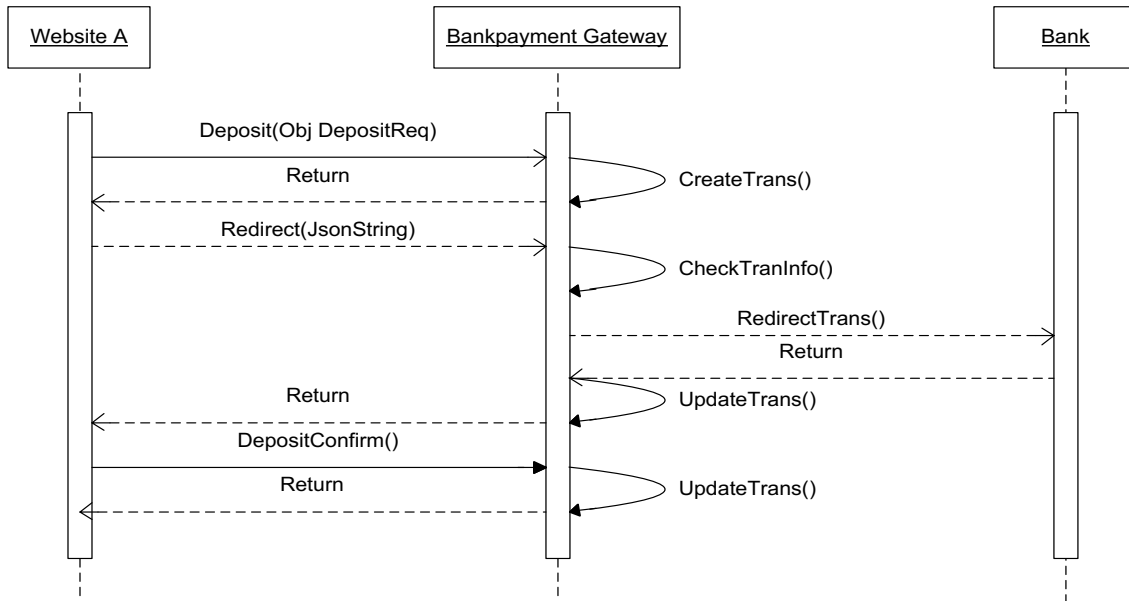 Website A
Bankpayment Gateway
Bank
Deposit(Obj DepositReq)
Return
CreateTrans()
Redirect(JsonString)
CheckTranInfo()
RedirectTrans()
Return
Return
UpdateTrans()
DepositConfirm()
Return
UpdateTrans()